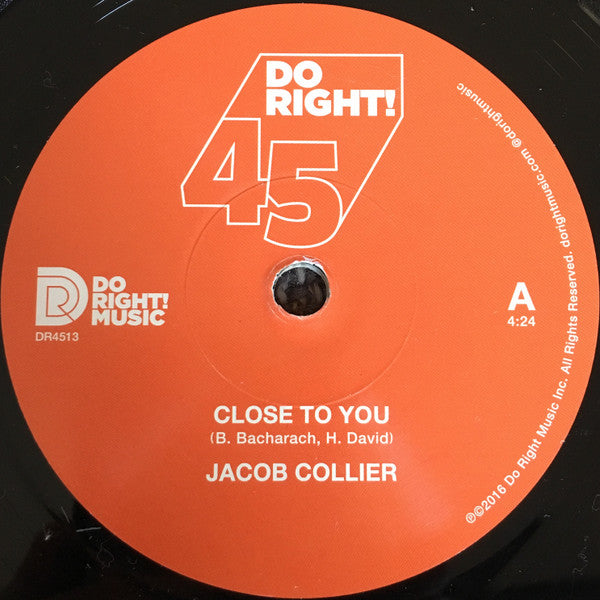 DO
RIGHT!
45
DO
RIGHT!
MUSIC
DR4513
A
4:24
CLOSE TO YOU
(B. Bacharach, H. David)
JACOB COLLIER
℗©2016 Do Right Music Inc. All Rights Reserved. dorightmusic.com @dorightmusic